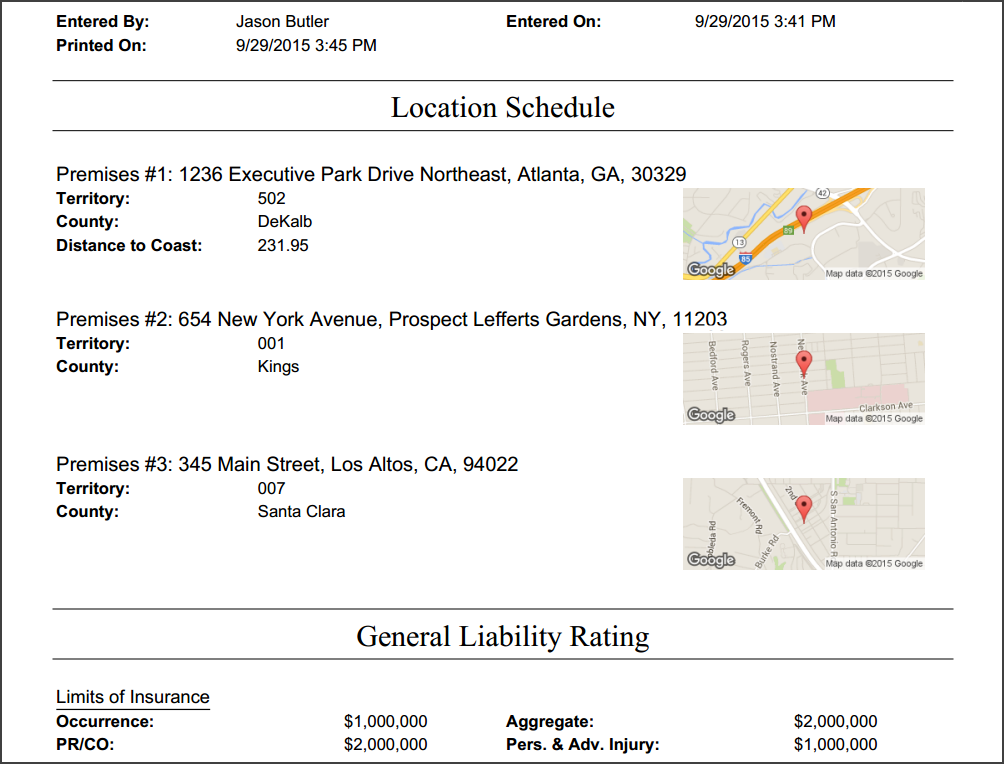 Entered By: Jason Butler Entered On: 9/29/2015 3:41 PM
Printed On: 9/29/2015 3:45 PM
Location Schedule
Premises #1: 1236 Executive Park Drive Northeast, Atlanta, GA, 30329
Territory: 502
County: DeKalb
Distance to Coast: 231.95
42
89
13
85
Google Map data ©2015 Google
Premises #2: 654 New York Avenue, Prospect Lefferts Gardens, NY, 11203
Territory: 001
County: Kings
Bedford Ave
Rogers Ave
Nostrand Ave
Ave
Clarkson Ave
Google Map data ©2015 Google
Premises #3: 345 Main Street, Los Altos, CA, 94022
Territory: 007
County: Santa Clara
2nd
Fremont Rd
S San Antonio R
Burke Rd
Rd
Google Map data ©2015 Google
General Liability Rating
Limits of Insurance
Occurrence: $1,000,000 Aggregate: $2,000,000
PR/CO: $2,000,000 Pers. & Adv. Injury: $1,000,000